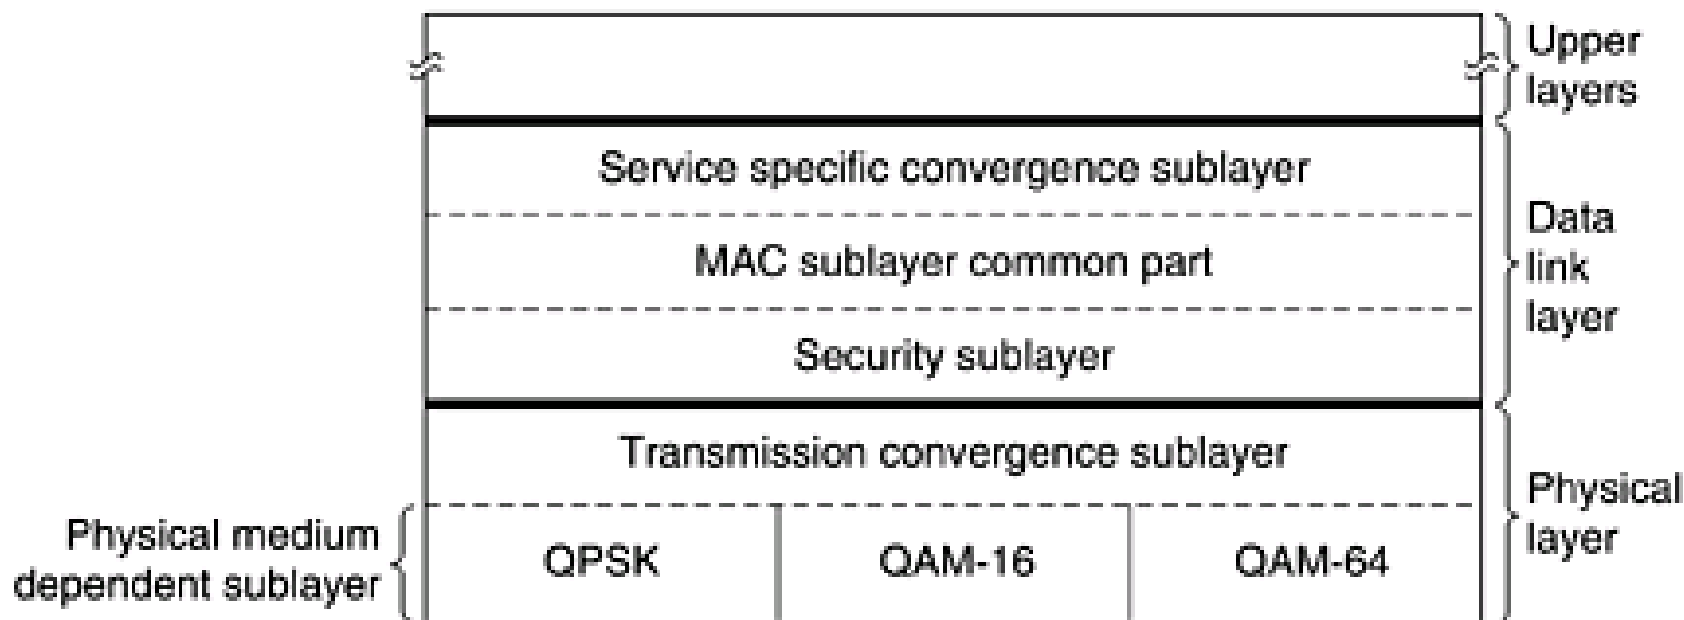 Upper
layers
Service specific convergence sublayer
Data
link
layer
MAC sublayer common part
Security sublayer
Transmission convergence sublayer
Physical
layer
Physical medium
dependent sublayer
QPSK
QAM-16
QAM-64